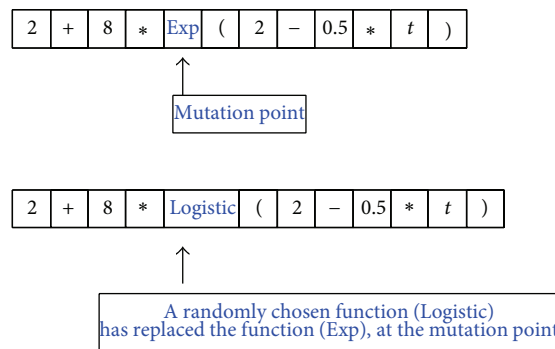 2 + 8 * Exp ( 2 − 0.5 * t )
Mutation point
2 + 8 * Logistic ( 2 − 0.5 * t )
A randomly chosen function (Logistic)
has replaced the function (Exp), at the mutation point